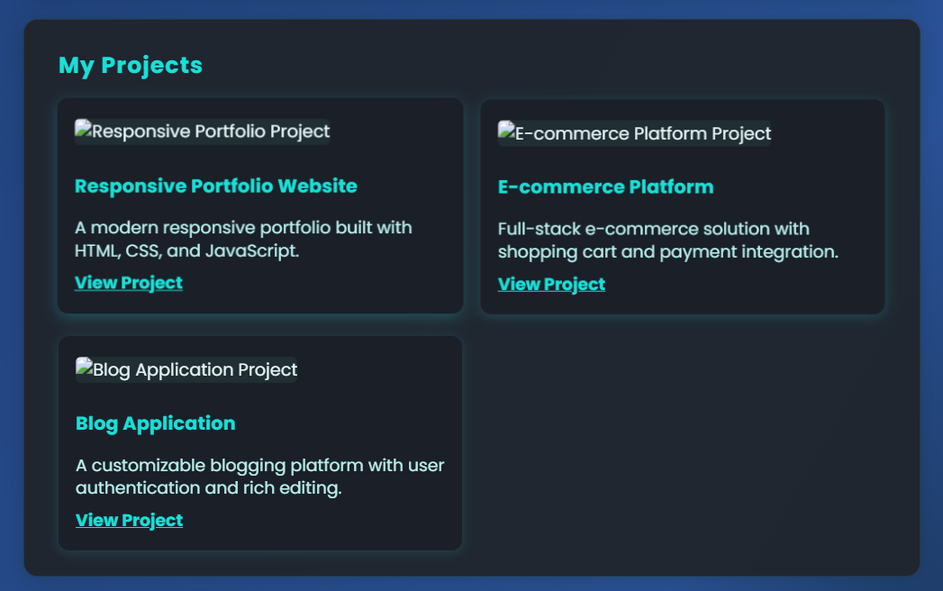 My Projects
Responsive Portfolio Project
Responsive Portfolio Website
A modern responsive portfolio built with
HTML, CSS, and JavaScript.
View Project
E-commerce Platform Project
E-commerce Platform
Full-stack e-commerce solution with
shopping cart and payment integration.
View Project
Blog Application Project
Blog Application
A customizable blogging platform with user
authentication and rich editing.
View Project